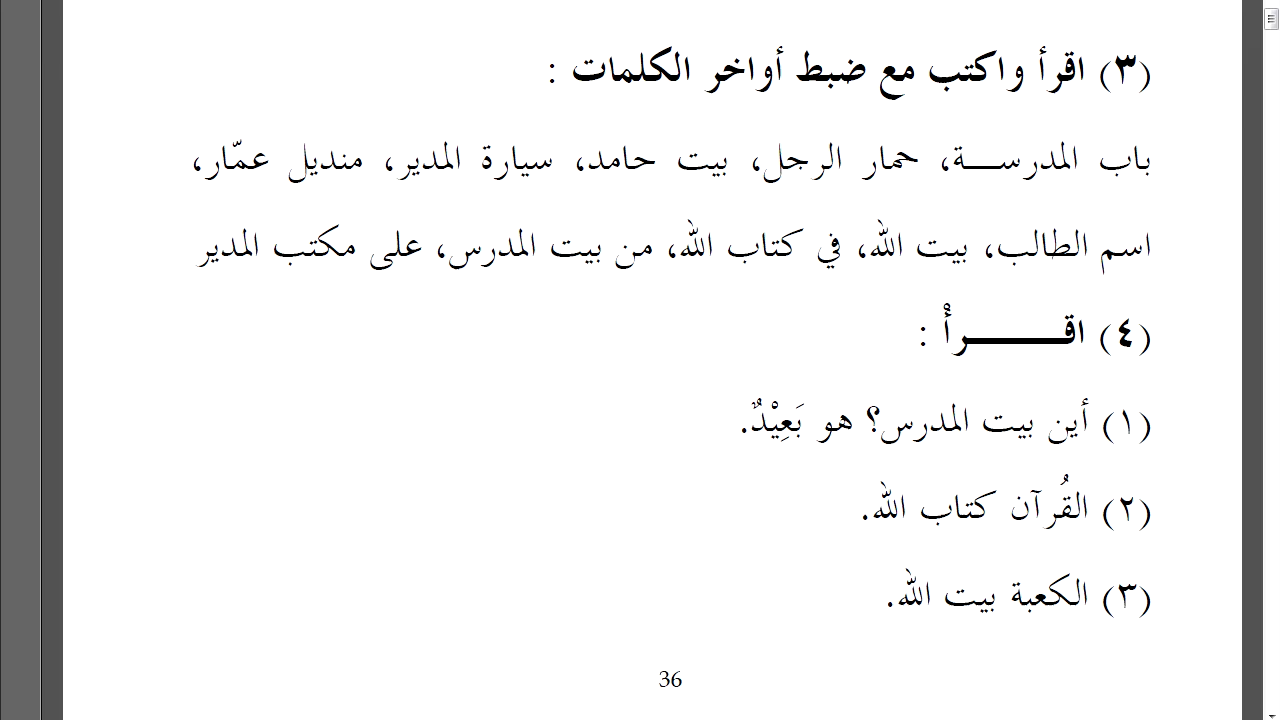 (٣) اقرأ واكتب مع ضبط أواخر الكلمات :
باب المدرســـة، حمار الرجل، بيت حامد، سيارة المدير، منديل عمّار،
اسم الطالب، بيت الله، في كتاب الله، من بيت المدرس، على مكتب المدير
(٤) اقـــــــرأْ :
(١) أين بيت المدرس؟ هو بَعِيْدٌ.
(٢) القُرآن كتاب الله.
(٣) الكعبة بيت الله.
36